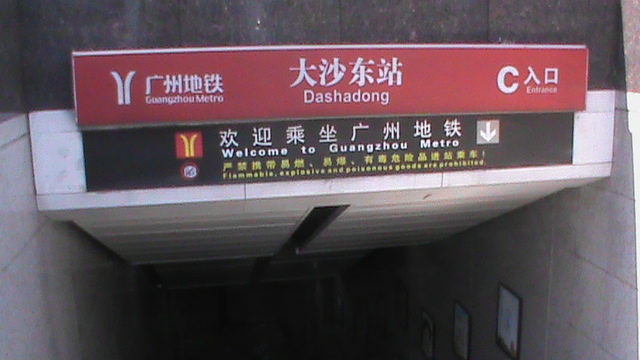 广州地铁
Guangzhou Metro
大沙东站
Dashadong
C 入口
Entrance
欢迎乘坐广州地铁
Welcome to Guangzhou Metro
严禁携带易燃、易爆、有毒危险品进站乘车!
Flammable, explosive and poisonous goods are prohibited.